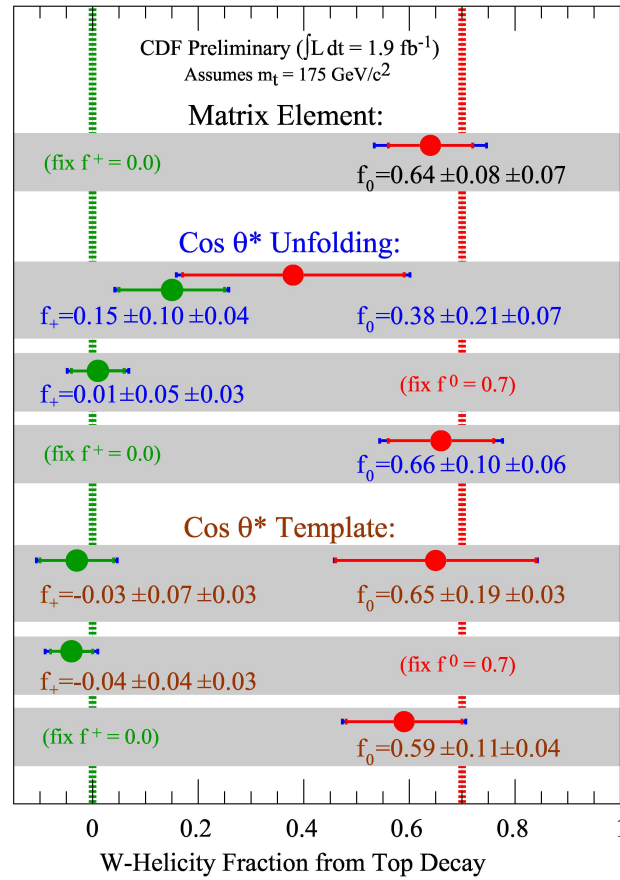 CDF Preliminary (∫L dt = 1.9 fb⁻¹)
Assumes mₜ = 175 GeV/c²
Matrix Element:
(fix f⁺ = 0.0)
f₀=0.64 ±0.08 ±0.07
Cos θ* Unfolding:
f₊=0.15 ±0.10 ±0.04 f₀=0.38 ±0.21 ±0.07
f₊=0.01 ±0.05 ±0.03 (fix f⁰ = 0.7)
(fix f⁺ = 0.0)
f₀=0.66 ±0.10 ±0.06
Cos θ* Template:
f₊=-0.03 ±0.07 ±0.03 f₀=0.65 ±0.19 ±0.03
f₊=-0.04 ±0.04 ±0.03 (fix f⁰ = 0.7)
(fix f⁺ = 0.0)
f₀=0.59 ±0.11 ±0.04
0 0.2 0.4 0.6 0.8 1
W-Helicity Fraction from Top Decay